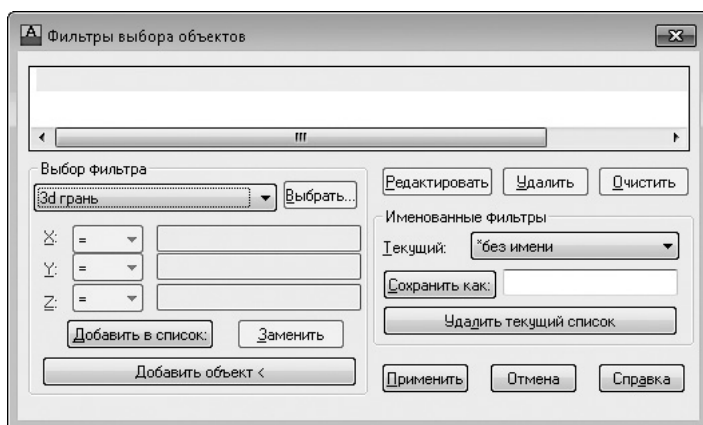 Фильтры выбора объектов
Выбор фильтра
3d грань
Выбрать...
X: =
Y: =
Z: =
Добавить в список:
Заменить
Добавить объект <
Редактировать
Удалить
Очистить
Именованные фильтры
Текущий: *без имени
Сохранить как:
Удалить текущий список
Применить
Отмена
Справка